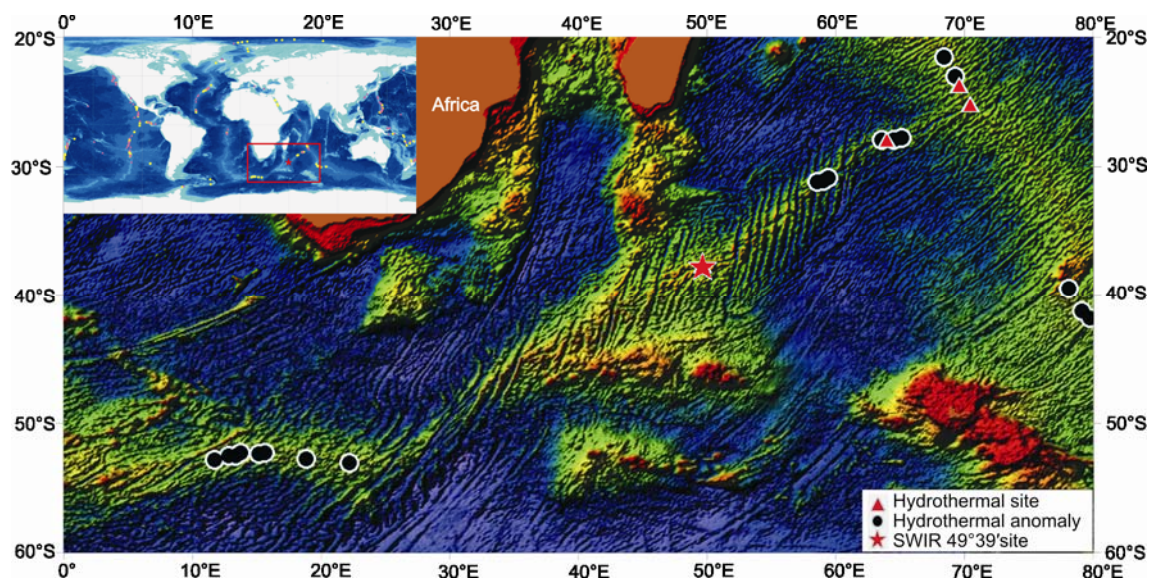 0° 10°E 20°E 30°E 40°E 50°E 60°E 70°E 80°E
20°S 20°S
Africa
30°S 30°S
40°S 40°S
50°S 50°S
Hydrothermal site
Hydrothermal anomaly
SWIR 49°39'site
60°S 60°S
0° 10°E 20°E 30°E 40°E 50°E 60°E 70°E 80°E